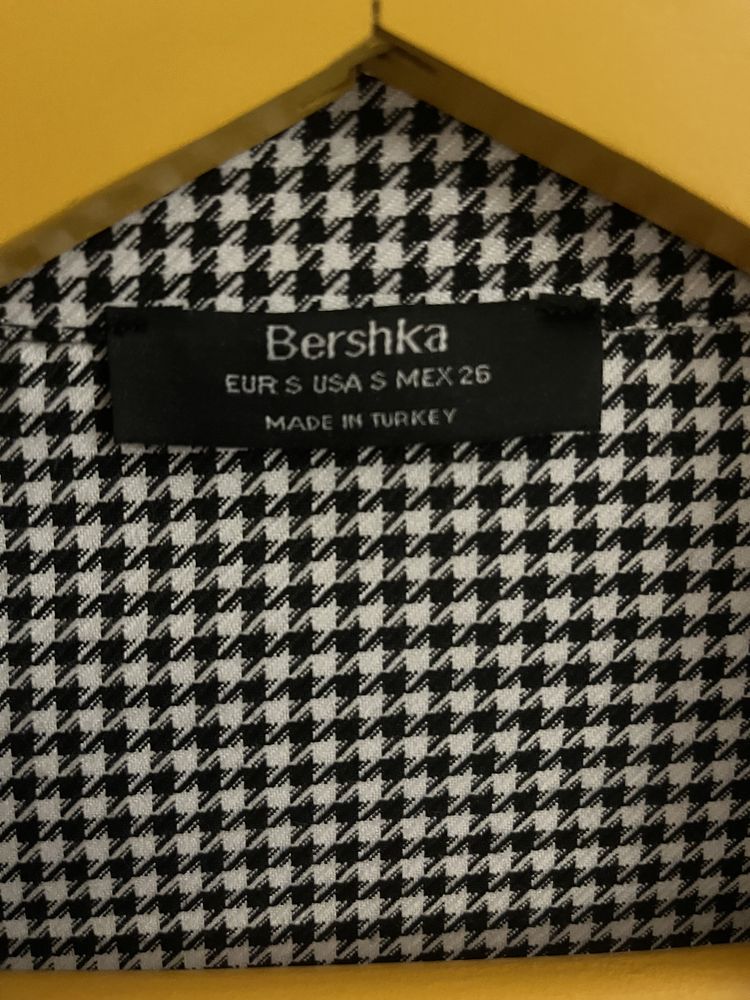 Bershka
EUR S USA S MEX 26
MADE IN TURKEY